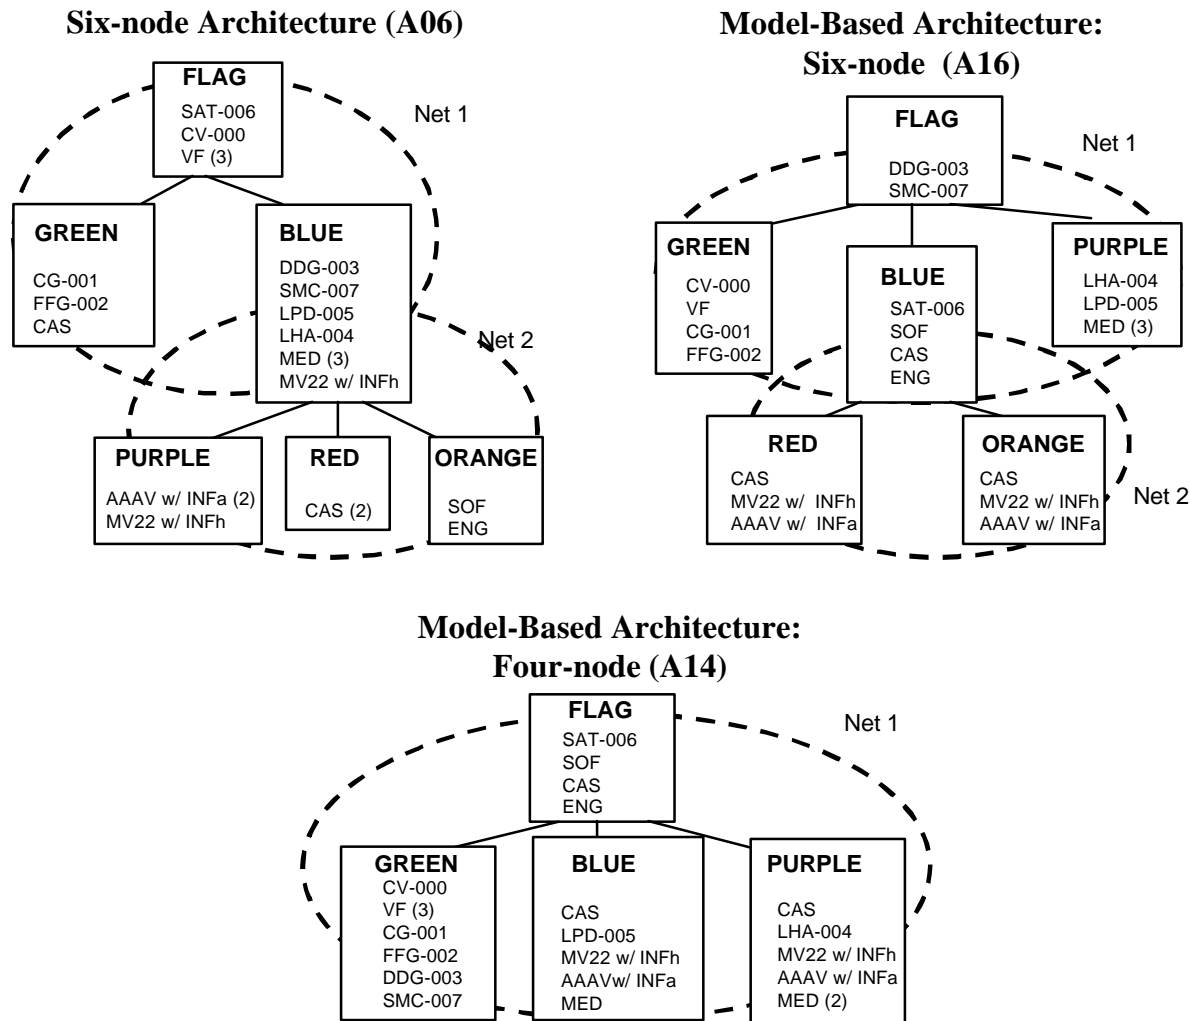 Six-node Architecture (A06)
FLAG
SAT-006
CV-000
VF (3)
Net 1
GREEN
CG-001
FFG-002
CAS
BLUE
DDG-003
SMC-007
LPD-005
LHA-004
MED (3)
MV22 w/ INFh
Net 2
PURPLE
AAAV w/ INFa (2)
MV22 w/ INFh
RED
CAS (2)
ORANGE
SOF
ENG
Model-Based Architecture:
Six-node (A16)
FLAG
DDG-003
SMC-007
Net 1
GREEN
CV-000
VF
CG-001
FFG-002
BLUE
SAT-006
SOF
CAS
ENG
PURPLE
LHA-004
LPD-005
MED (3)
RED
CAS
MV22 w/ INFh
AAAV w/ INFa
ORANGE
CAS
MV22 w/ INFh
AAAV w/ INFa
Net 2
Model-Based Architecture:
Four-node (A14)
FLAG
SAT-006
SOF
CAS
ENG
Net 1
GREEN
CV-000
VF (3)
CG-001
FFG-002
DDG-003
SMC-007
BLUE
CAS
LPD-005
MV22 w/ INFh
AAAVw/ INFa
MED
PURPLE
CAS
LHA-004
MV22 w/ INFh
AAAV w/ INFa
MED (2)